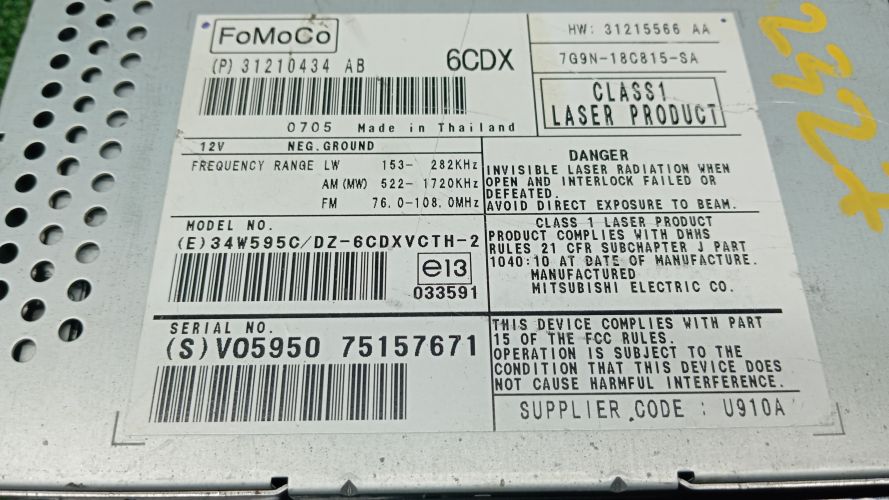 FoMoCo
(P) 31210434 AB
6CDX
HW: 31215566 AA
7G9N-18C815-SA
CLASS1
LASER PRODUCT
0705 Made in Thailand
12V NEG.GROUND
FREQUENCY RANGE LW 153- 282KHz
AM(MW) 522-1720KHz
FM 76.0-108.0MHz
DANGER
INVISIBLE LASER RADIATION WHEN
OPEN AND INTERLOCK FAILED OR
DEFEATED.
AVOID DIRECT EXPOSURE TO BEAM.
MODEL NO.
(E)34W595C/DZ-6CDXVCTH-2
e13
033591
CLASS 1 LASER PRODUCT
PRODUCT COMPLIES WITH DHHS
RULES 21 CFR SUBCHAPTER J PART
1040:10 AT DATE OF MANUFACTURE.
MANUFACTURED
MITSUBISHI ELECTRIC CO.
SERIAL NO.
(S)VO5950 75157671
THIS DEVICE COMPLIES WITH PART
15 OF THE FCC RULES.
OPERATION IS SUBJECT TO THE
CONDITION THAT THIS DEVICE DOES
NOT CAUSE HARMFUL INTERFERENCE.
SUPPLIER CODE : U910A